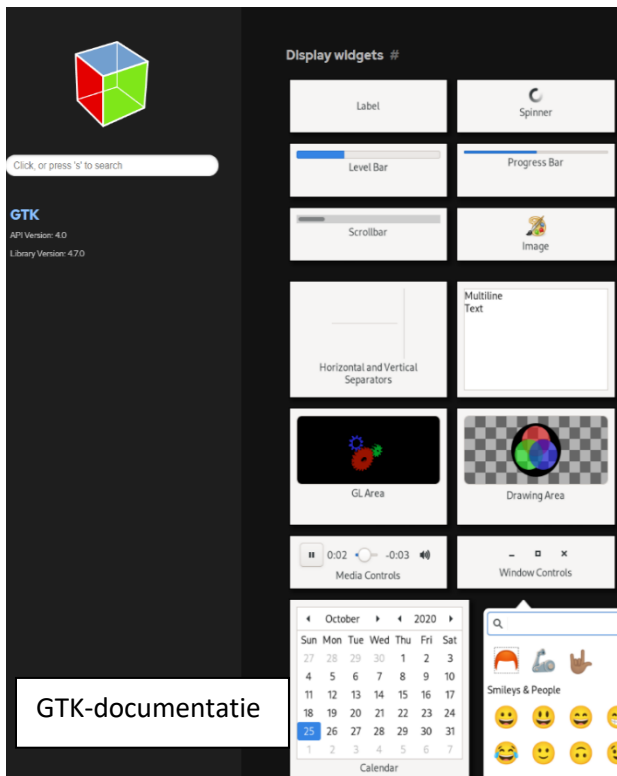 Display widgets #
Click, or press 's' to search
GTK
API Version: 4.0
Library Version: 4.7.0
Label
Spinner
Level Bar
Progress Bar
Scrollbar
Image
Horizontal and Vertical
Separators
Multiline
Text
GL Area
Drawing Area
0:02 -0:03
Media Controls
Window Controls
October 2020
Sun Mon Tue Wed Thu Fri Sat
27 28 29 30 1 2 3
4 5 6 7 8 9 10
11 12 13 14 15 16 17
18 19 20 21 22 23 24
25 26 27 28 29 30 31
1 2 3 4 5 6 7
Calendar
Smileys & People
GTK-documentatie